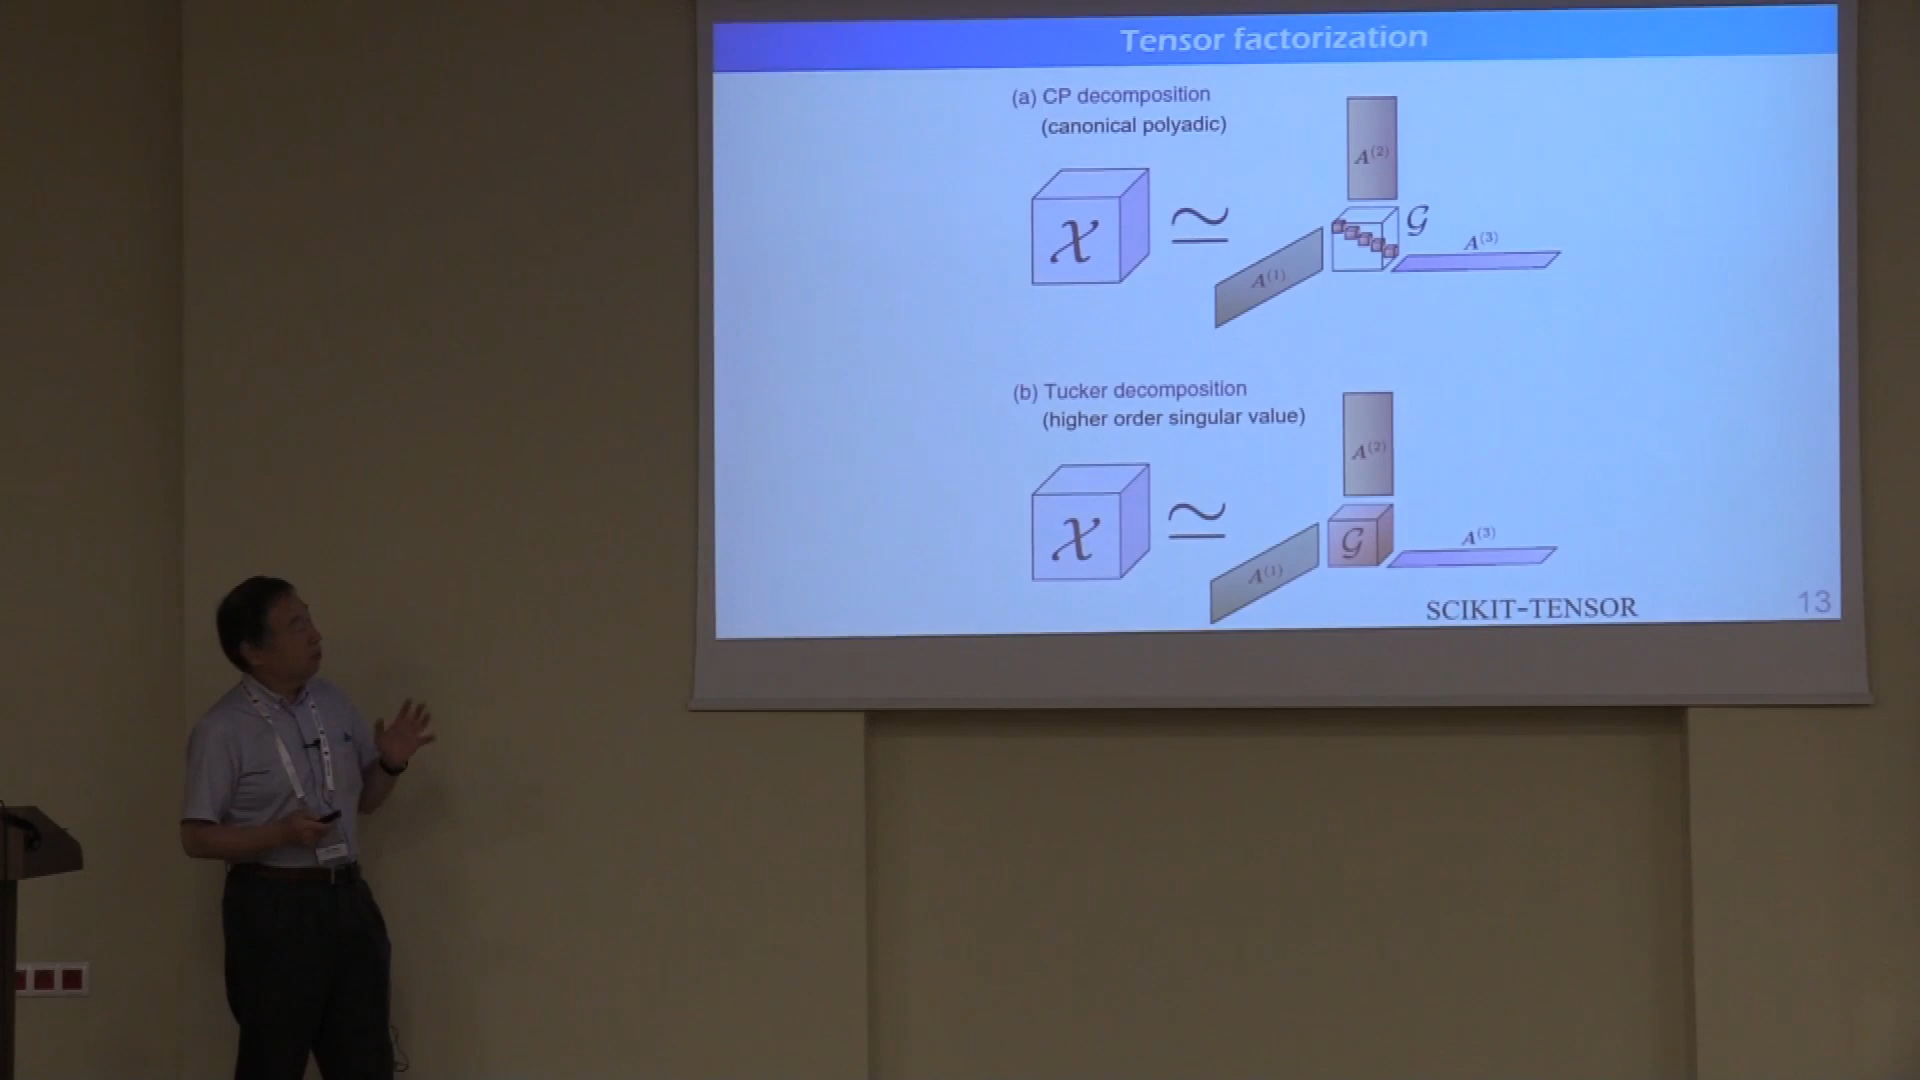 Tensor factorization
(a) CP decomposition
(canonical polyadic)
A(2)
X ≃
G
A(1)
A(3)
(b) Tucker decomposition
(higher order singular value)
A(2)
X ≃
G
A(1)
A(3)
SCIKIT-TENSOR
13